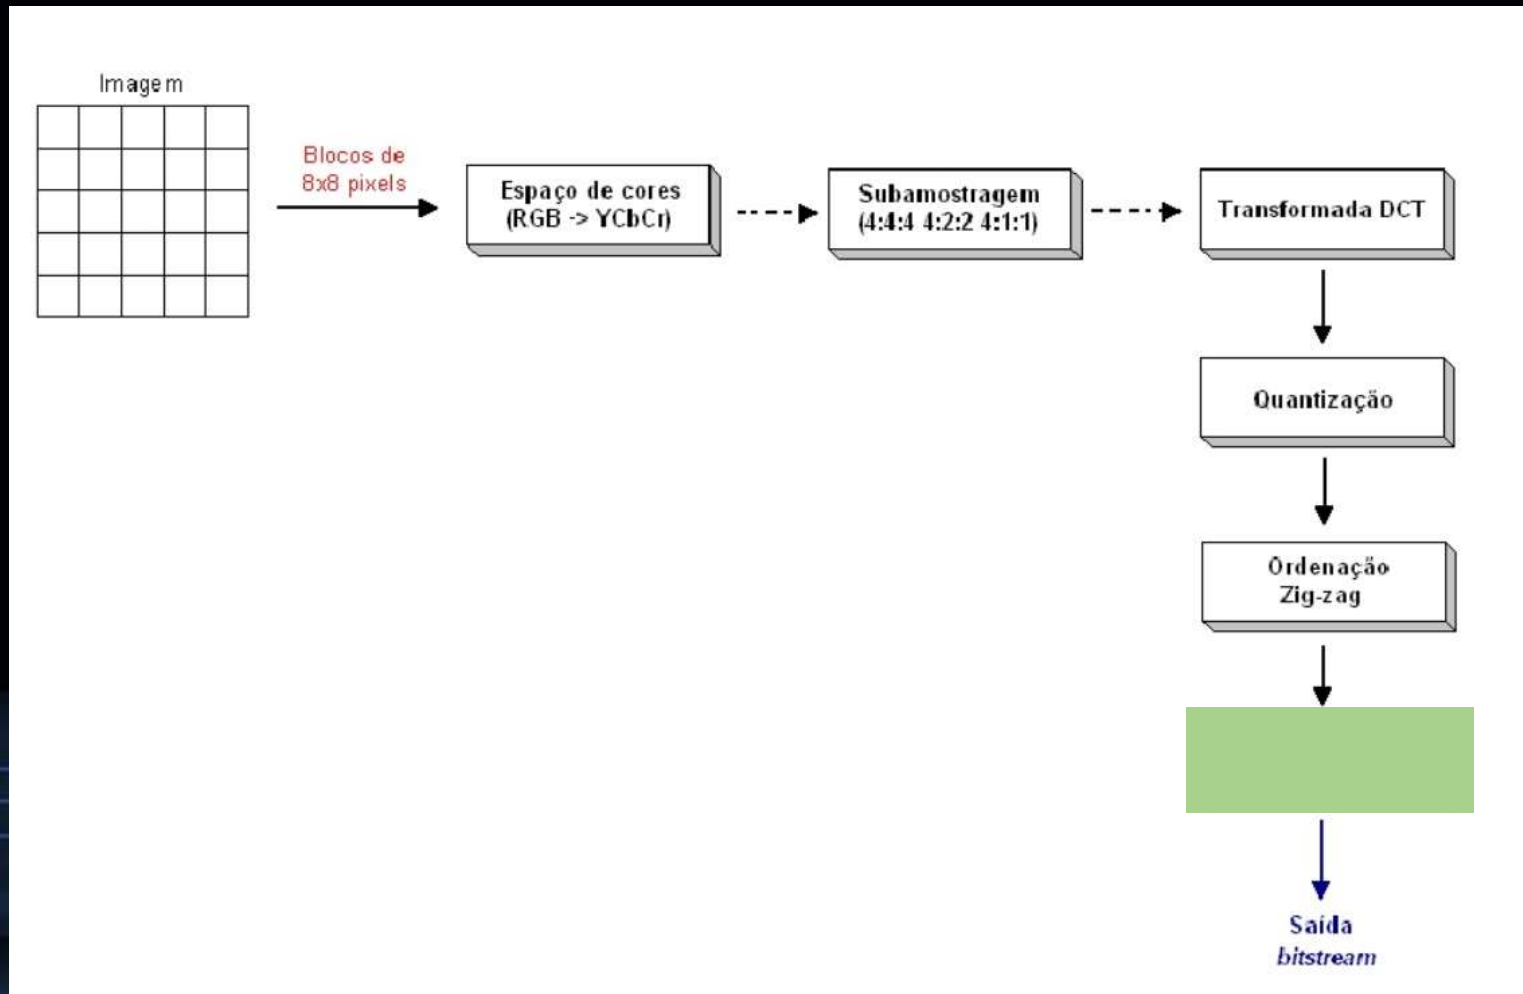 Imagem
Blocos de
8x8 pixels
Espaço de cores
(RGB -> YCbCr)
Subamostragem
(4:4:4 4:2:2 4:1:1)
Transformada DCT
Quantização
Ordenação
Zig-zag
Saída
bitstream